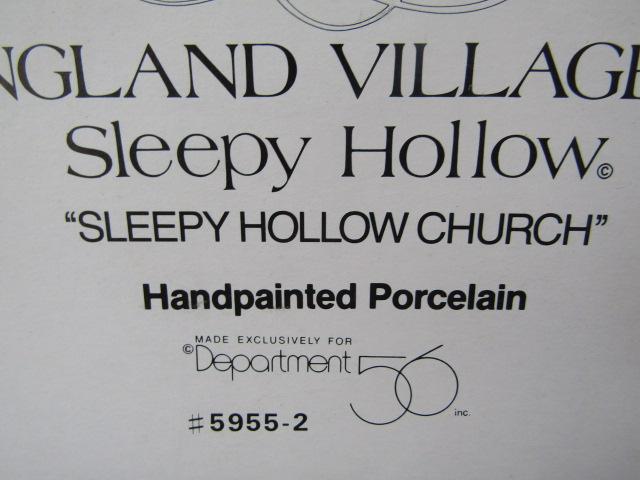 NGLAND VILLAGE
Sleepy Hollow©
“SLEEPY HOLLOW CHURCH”
Handpainted Porcelain
MADE EXCLUSIVELY FOR
©Department 56 inc.
#5955-2